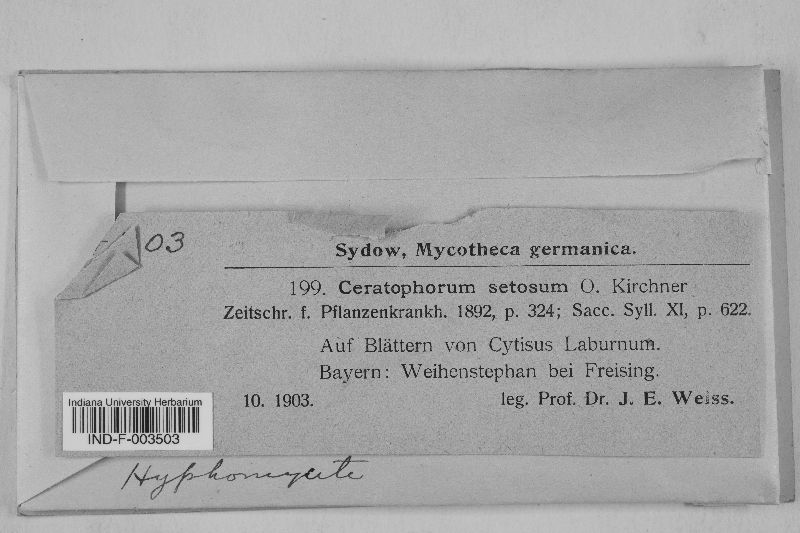 03
Sydow, Mycotheca germanica.
199. Ceratophorum setosum O. Kirchner
Zeitschr. f. Pflanzenkrankh. 1892, p. 324; Sacc. Syll. XI, p. 622.
Auf Blättern von Cytisus Laburnum.
Bayern: Weihenstephan bei Freising.
10. 1903. leg. Prof. Dr. J. E. Weiss.
Indiana University Herbarium
IND-F-003503
Hyphomycete